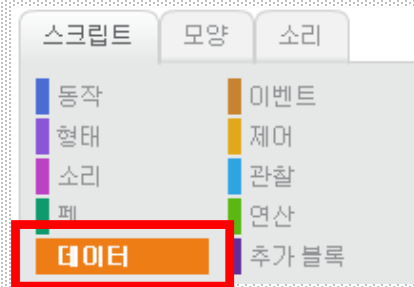 스크립트 모양 소리
동작 이벤트
형태 제어
소리 관찰
펜 연산
데이터 추가 블록